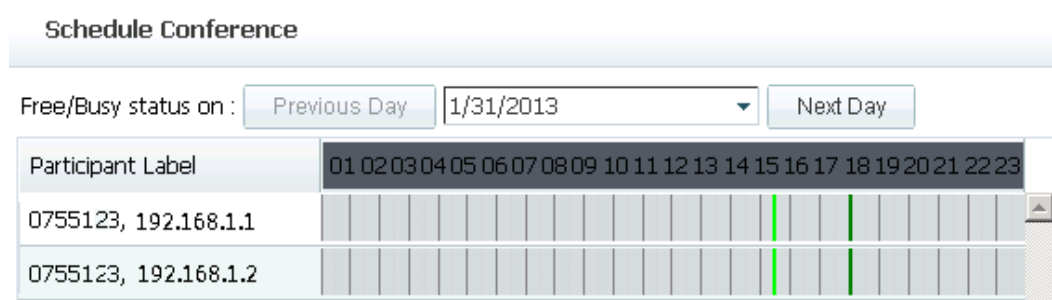 Schedule Conference
Free/Busy status on : Previous Day 1/31/2013 Next Day
Participant Label 01 02 03 04 05 06 07 08 09 10 11 12 13 14 15 16 17 18 19 20 21 22 23
0755123, 192.168.1.1
0755123, 192.168.1.2